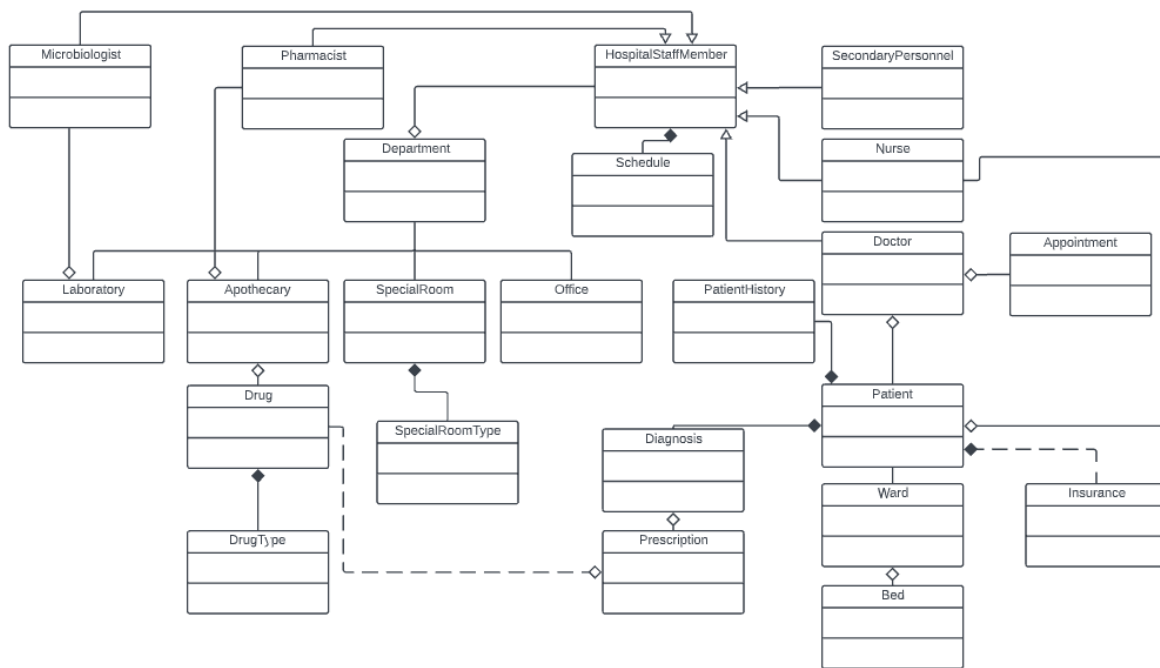 Microbiologist
Pharmacist
HospitalStaffMember
SecondaryPersonnel
Department
Schedule
Nurse
Doctor
Appointment
Laboratory
Apothecary
SpecialRoom
Office
PatientHistory
Drug
Patient
SpecialRoomType
Diagnosis
Ward
Insurance
DrugType
Prescription
Bed